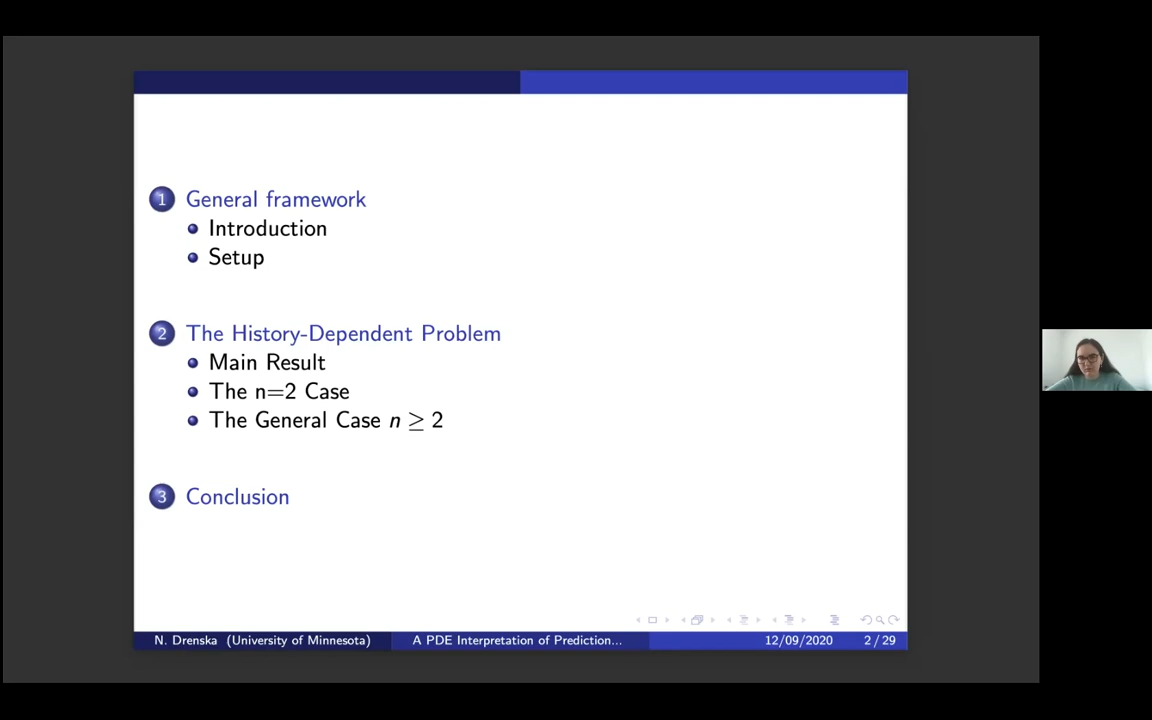 1 General framework
Introduction
Setup
2 The History-Dependent Problem
Main Result
The n=2 Case
The General Case n ≥ 2
3 Conclusion
N. Drenska (University of Minnesota) A PDE Interpretation of Prediction... 12/09/2020 2 / 29